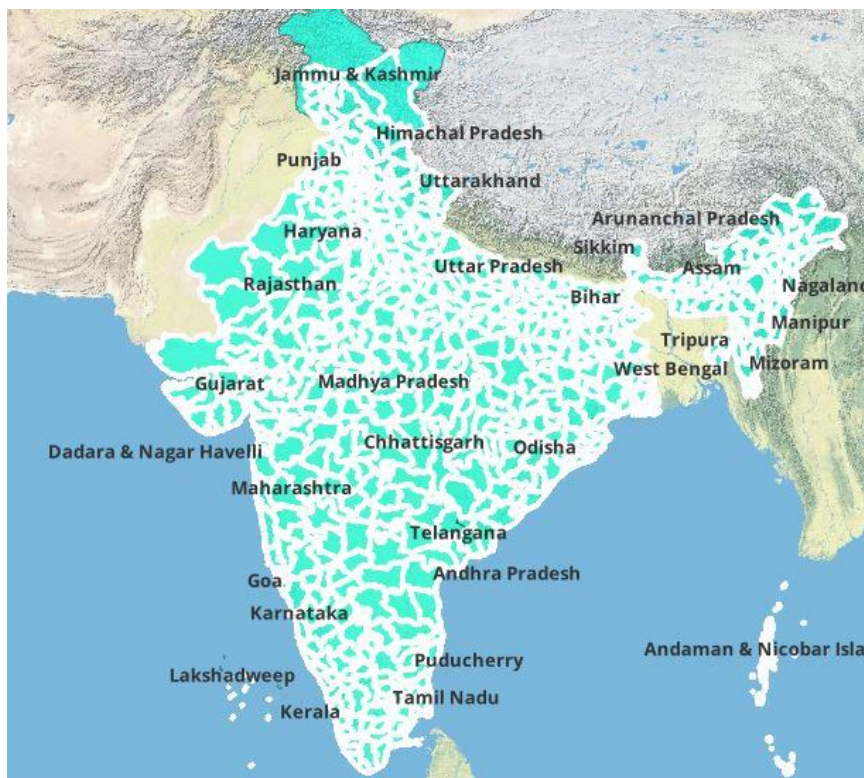 Jammu & Kashmir
Himachal Pradesh
Punjab
Uttarakhand
Arunanchal Pradesh
Haryana
Sikkim
Uttar Pradesh
Assam
Rajasthan
Nagaland
Bihar
Manipur
Tripura
Mizoram
West Bengal
Gujarat
Madhya Pradesh
Chhattisgarh
Odisha
Dadara & Nagar Havelli
Maharashtra
Telangana
Andhra Pradesh
Goa
Karnataka
Andaman & Nicobar Isla
Puducherry
Lakshadweep
Tamil Nadu
Kerala